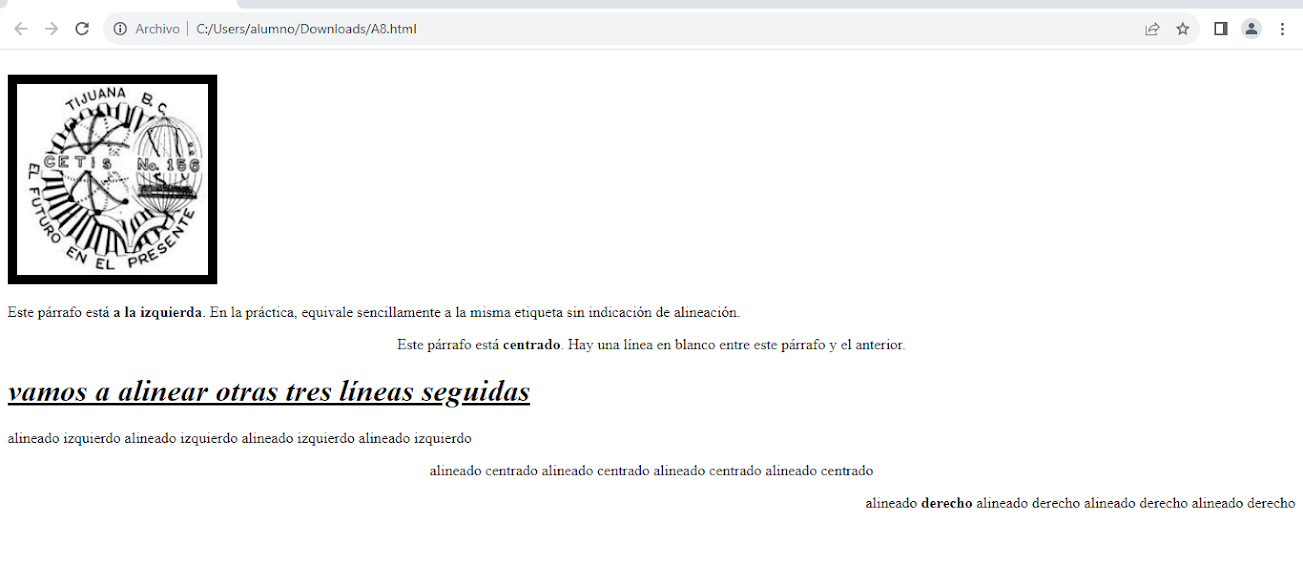 Archivo | C:/Users/alumno/Downloads/A8.html
TIJUANA B.C.
CETIS No. 156
EL FUTURO EN EL PRESENTE
Este párrafo está a la izquierda. En la práctica, equivale sencillamente a la misma etiqueta sin indicación de alineación.
Este párrafo está centrado. Hay una línea en blanco entre este párrafo y el anterior.
vamos a alinear otras tres líneas seguidas
alineado izquierdo alineado izquierdo alineado izquierdo alineado izquierdo
alineado centrado alineado centrado alineado centrado alineado centrado
alineado derecho alineado derecho alineado derecho alineado derecho